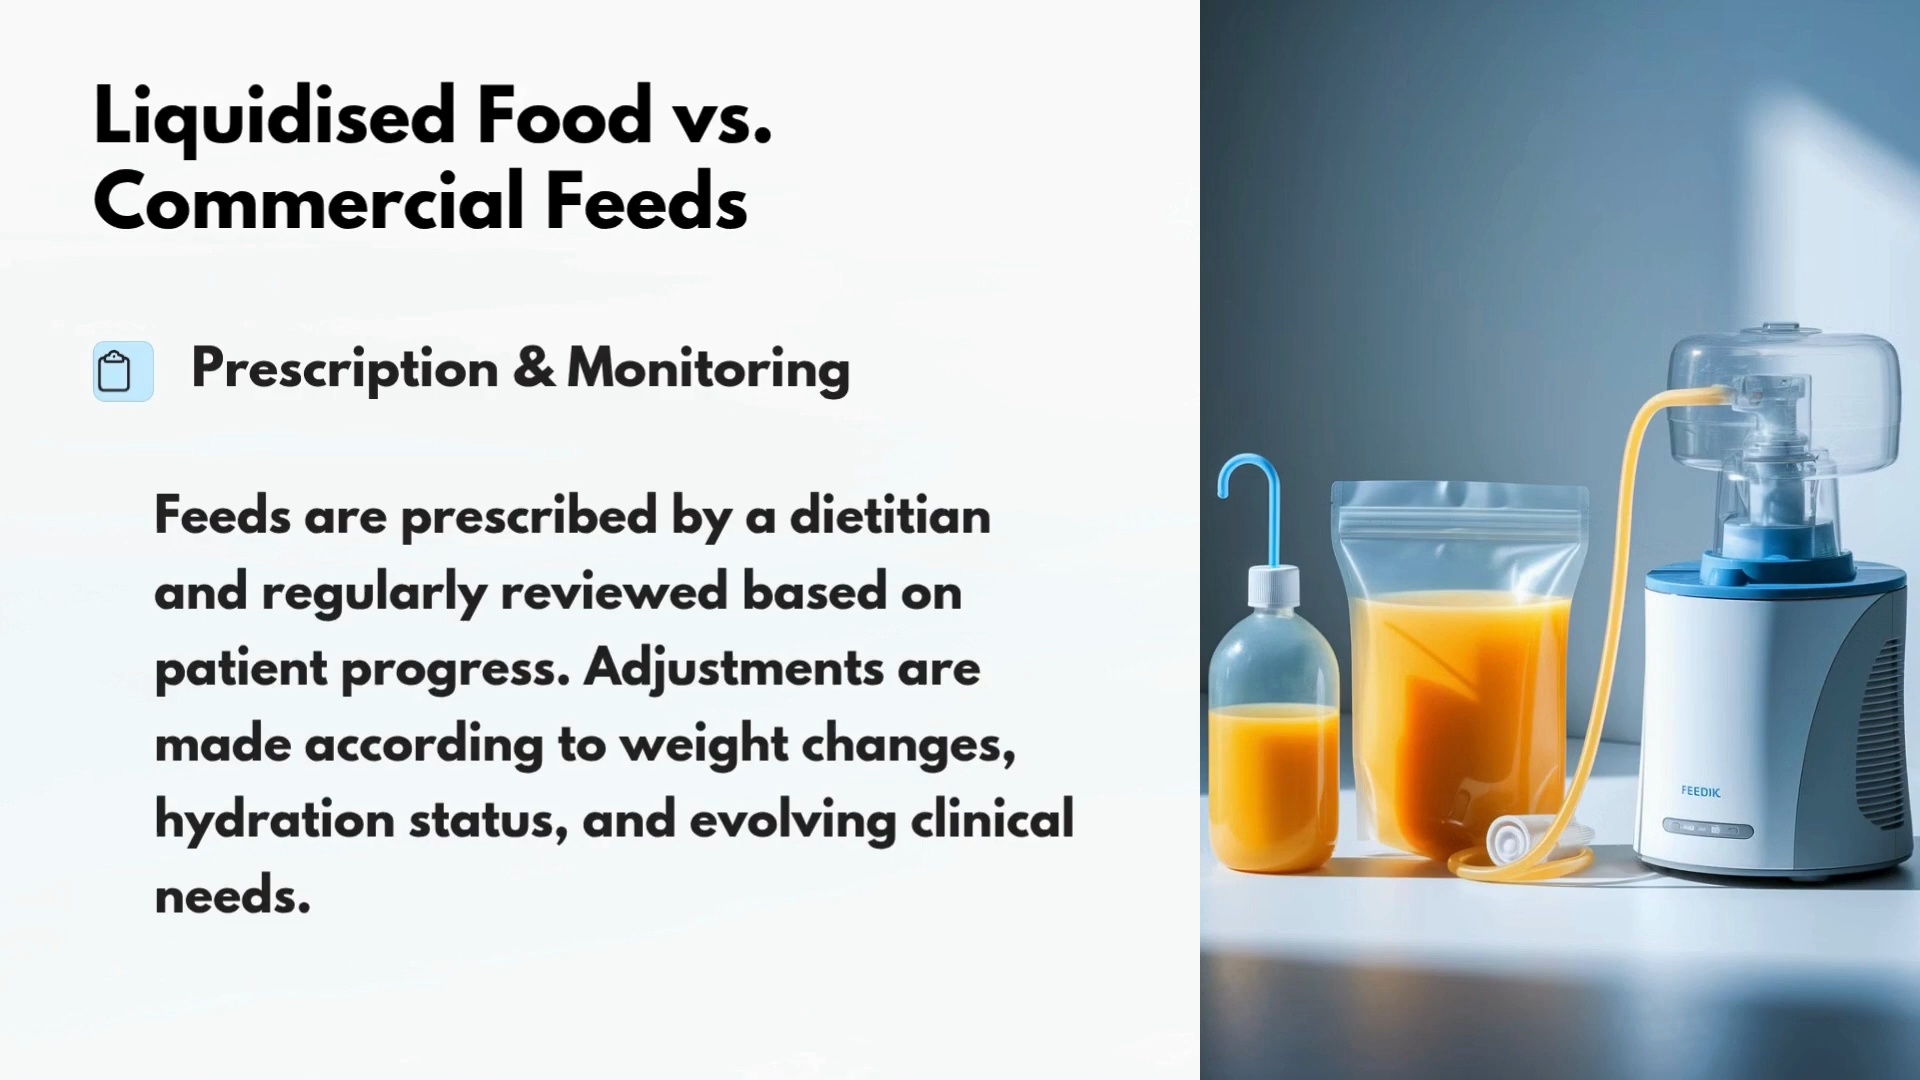 Liquidised Food vs.
Commercial Feeds
Prescription & Monitoring
Feeds are prescribed by a dietitian
and regularly reviewed based on
patient progress. Adjustments are
made according to weight changes,
hydration status, and evolving clinical
needs.
FEEDIK